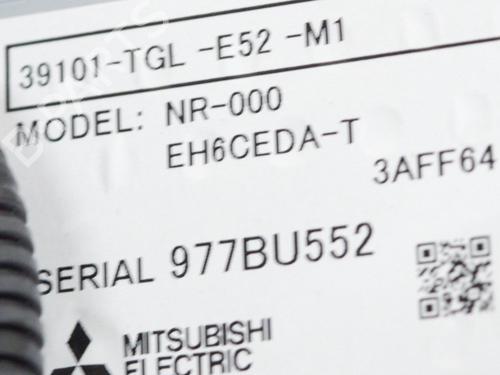 39101-TGL -E52 -M1
MODEL: NR-000
EH6CEDA-T
3AFF64
SERIAL 977BU552
MITSUBISHI
ELECTRIC